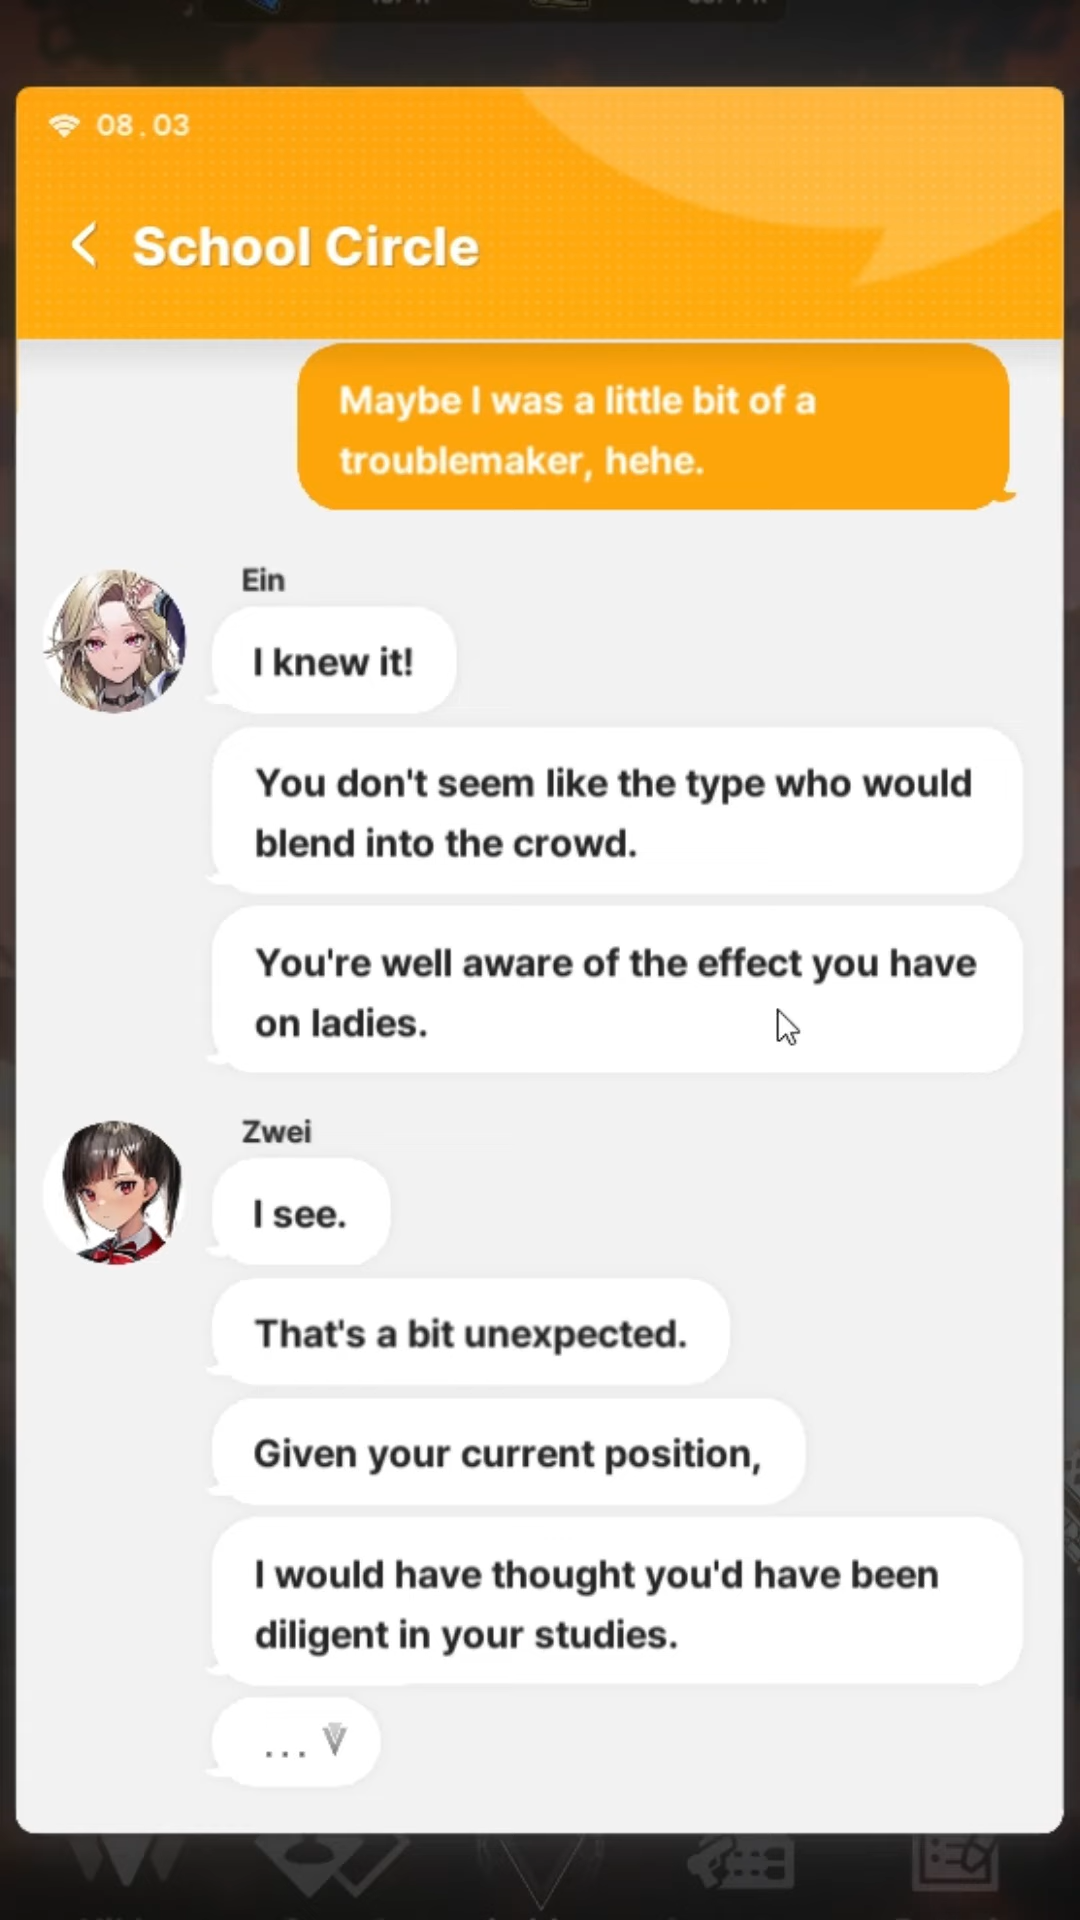 08.03
School Circle
Maybe I was a little bit of a
troublemaker, hehe.
Ein
I knew it!
You don't seem like the type who would
blend into the crowd.
You're well aware of the effect you have
on ladies.
Zwei
I see.
That's a bit unexpected.
Given your current position,
I would have thought you'd have been
diligent in your studies.
...